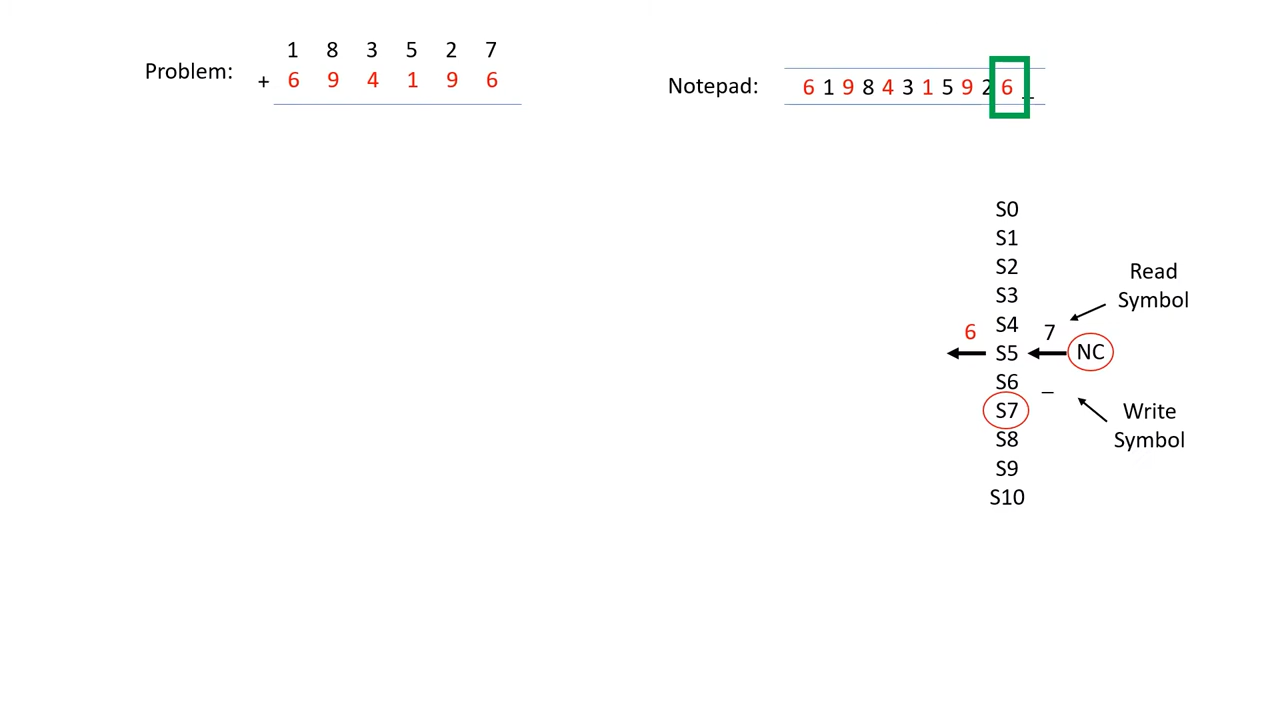 Problem:
1 8 3 5 2 7
+ 6 9 4 1 9 6
Notepad: 6 1 9 8 4 3 1 5 9 2 6 _
S0
S1
S2
S3
S4
S5
S6
S7
S8
S9
S10
6
7
NC
_
Read
Symbol
Write
Symbol